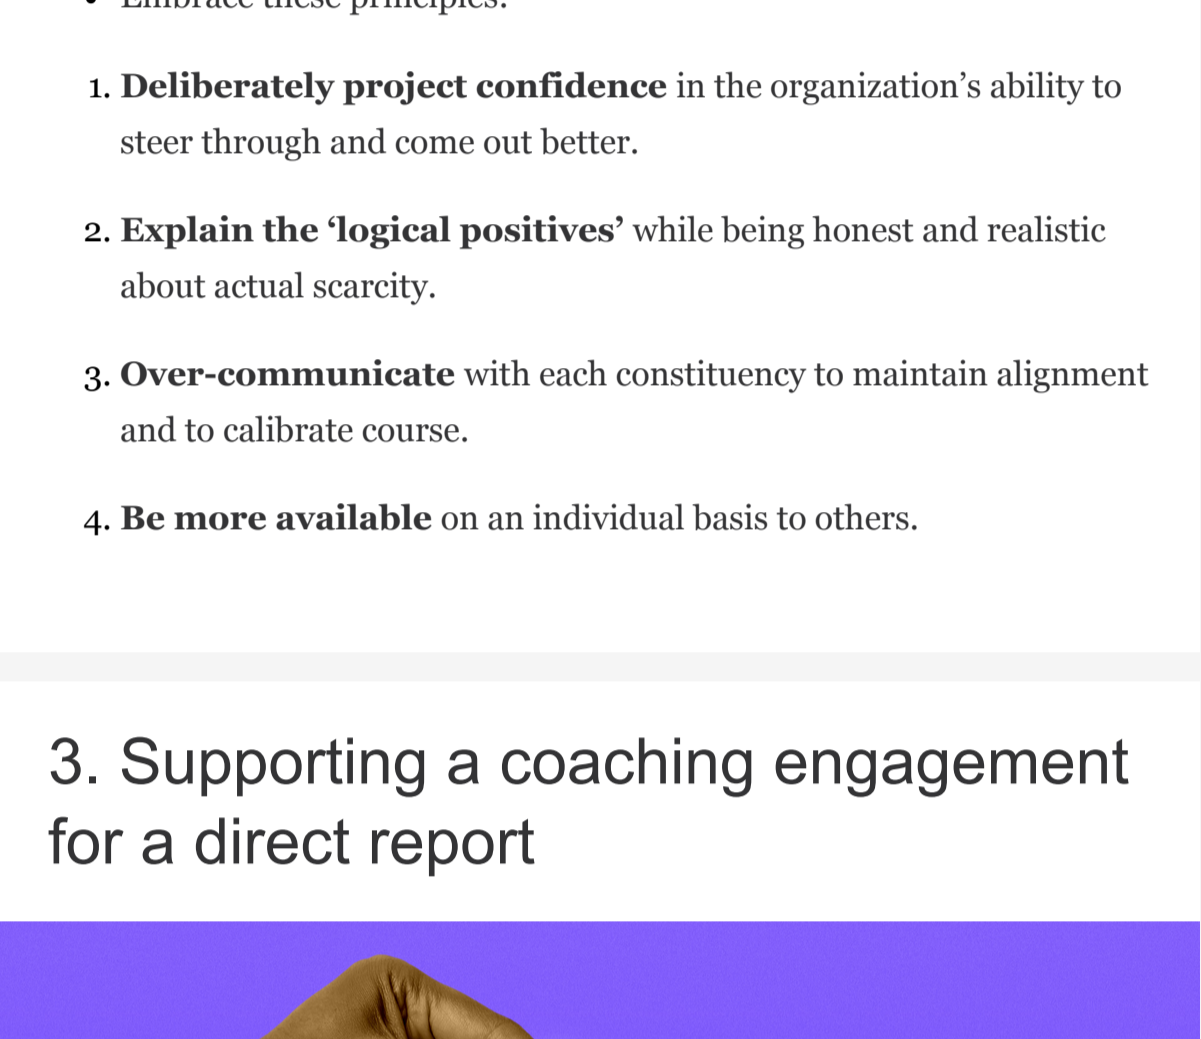 • Embrace these principles:
1. Deliberately project confidence in the organization’s ability to
steer through and come out better.
2. Explain the ‘logical positives’ while being honest and realistic
about actual scarcity.
3. Over-communicate with each constituency to maintain alignment
and to calibrate course.
4. Be more available on an individual basis to others.
3. Supporting a coaching engagement
for a direct report